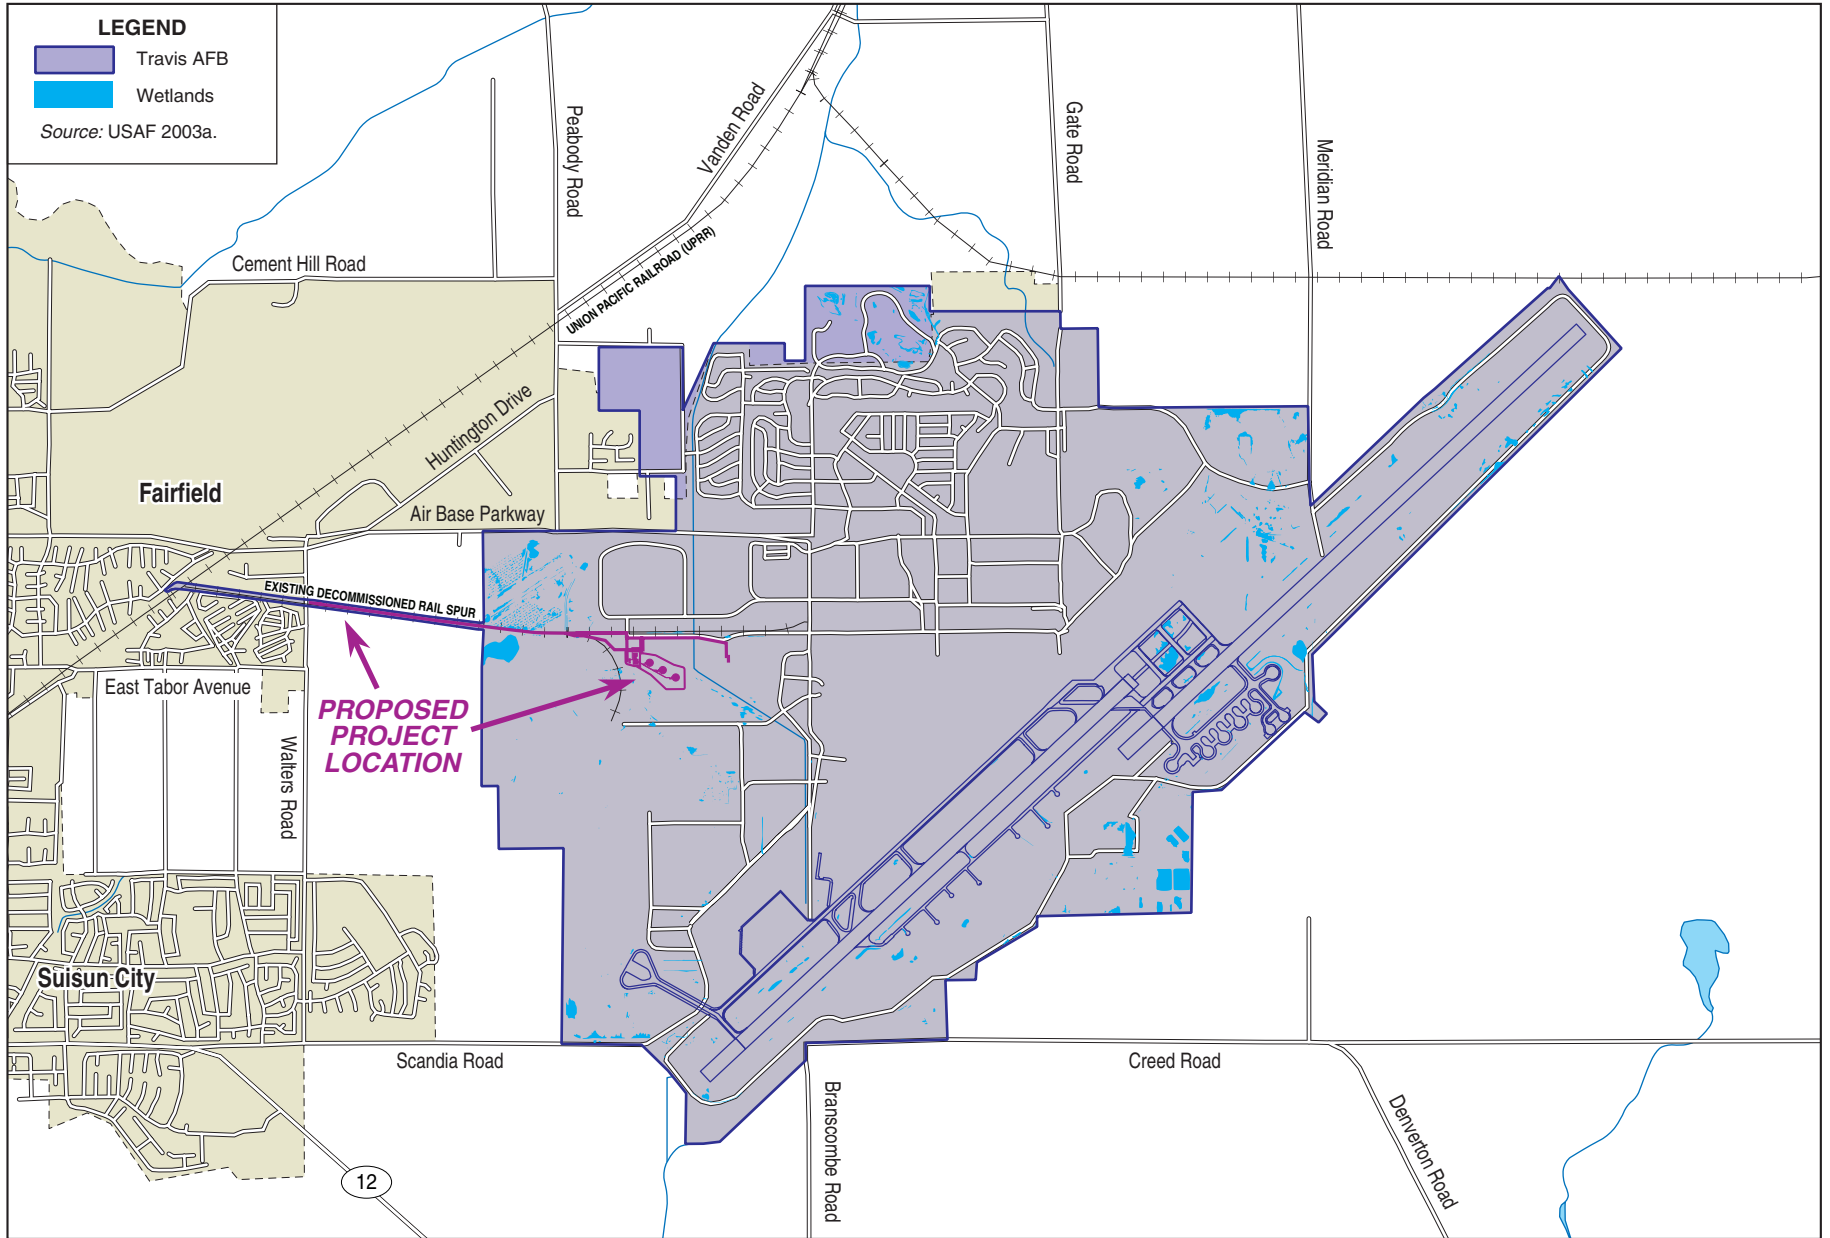 LEGEND
Travis AFB
Wetlands
Source: USAF 2003a.
Peabody Road
Vanden Road
Gate Road
Meridian Road
Cement Hill Road
UNION PACIFIC RAILROAD (UPRR)
Huntington Drive
Fairfield
Air Base Parkway
EXISTING DECOMMISSIONED RAIL SPUR
East Tabor Avenue
PROPOSED
PROJECT
LOCATION
Walters Road
Suisun City
Scandia Road
Creed Road
Branscombe Road
Denverton Road
12